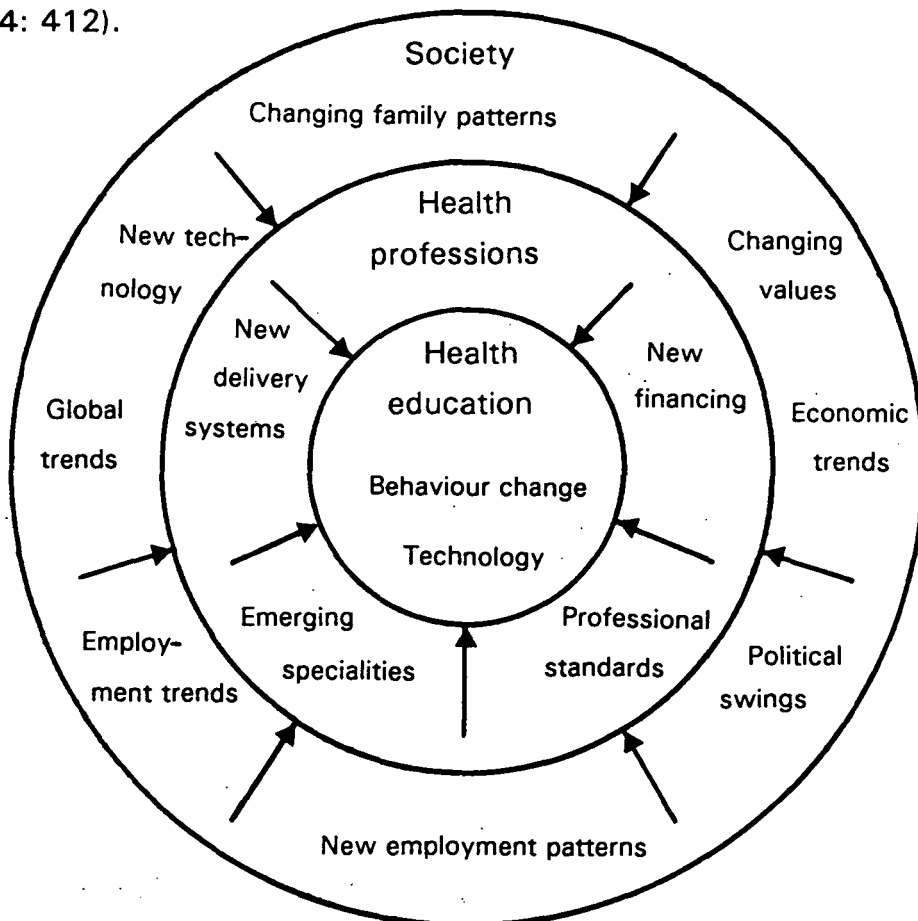 4: 412).
Society
Changing family patterns
New tech-
nology
Changing
values
Global
trends
Economic
trends
Employ-
ment trends
Political
swings
New employment patterns
Health
professions
New
delivery
systems
New
financing
Emerging
specialities
Professional
standards
Health
education
Behaviour change
Technology